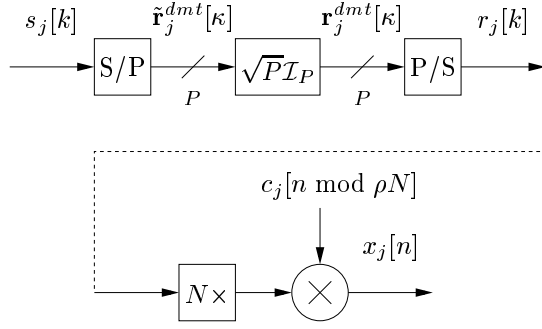 s_j[k]
r̃_j^{dmt}[κ]
r_j^{dmt}[κ]
r_j[k]
S/P
P
√P I_P
P
P/S
c_j[n mod ρN]
x_j[n]
N×
×